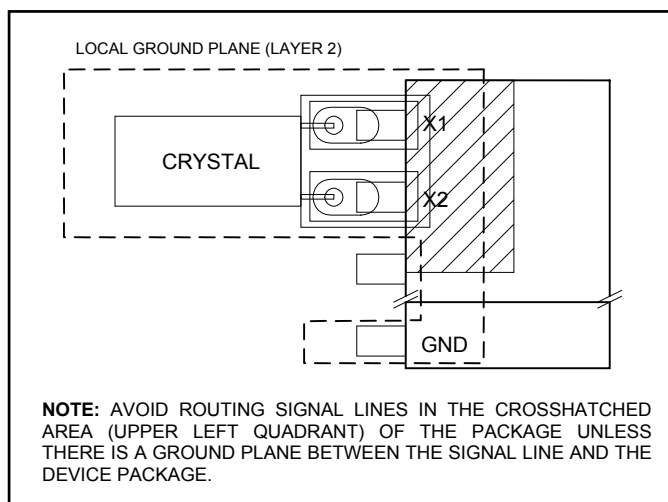 LOCAL GROUND PLANE (LAYER 2)
X1
CRYSTAL
X2
GND
NOTE: AVOID ROUTING SIGNAL LINES IN THE CROSSHATCHED
AREA (UPPER LEFT QUADRANT) OF THE PACKAGE UNLESS
THERE IS A GROUND PLANE BETWEEN THE SIGNAL LINE AND THE
DEVICE PACKAGE.